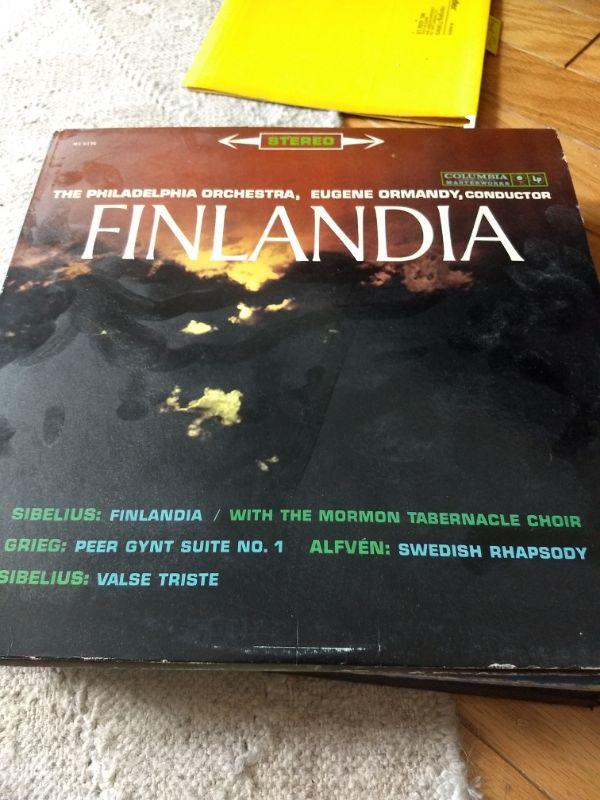 STEREO
COLUMBIA
MASTERWORKS
Lp
THE PHILADELPHIA ORCHESTRA, EUGENE ORMANDY, CONDUCTOR
FINLANDIA
SIBELIUS: FINLANDIA / WITH THE MORMON TABERNACLE CHOIR
GRIEG: PEER GYNT SUITE NO. 1 ALFVÉN: SWEDISH RHAPSODY
SIBELIUS: VALSE TRISTE